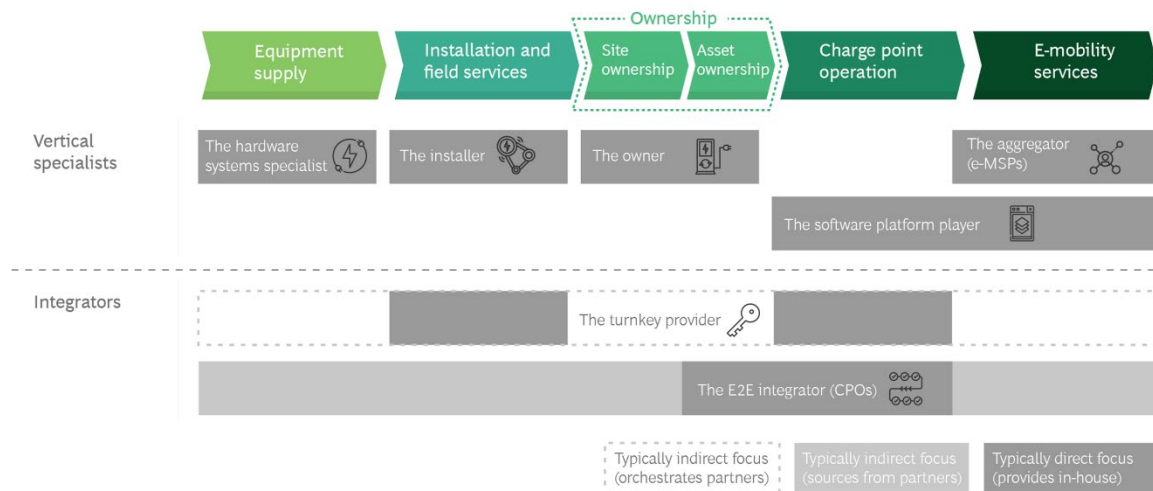 Ownership
Equipment
supply
Installation and
field services
Site
ownership
Asset
ownership
Charge point
operation
E-mobility
services
Vertical
specialists
The hardware
systems specialist
The installer
The owner
The aggregator
(e-MSPs)
The software platform player
Integrators
The turnkey provider
The E2E integrator (CPOs)
Typically indirect focus
(orchestrates partners)
Typically indirect focus
(sources from partners)
Typically direct focus
(provides in-house)